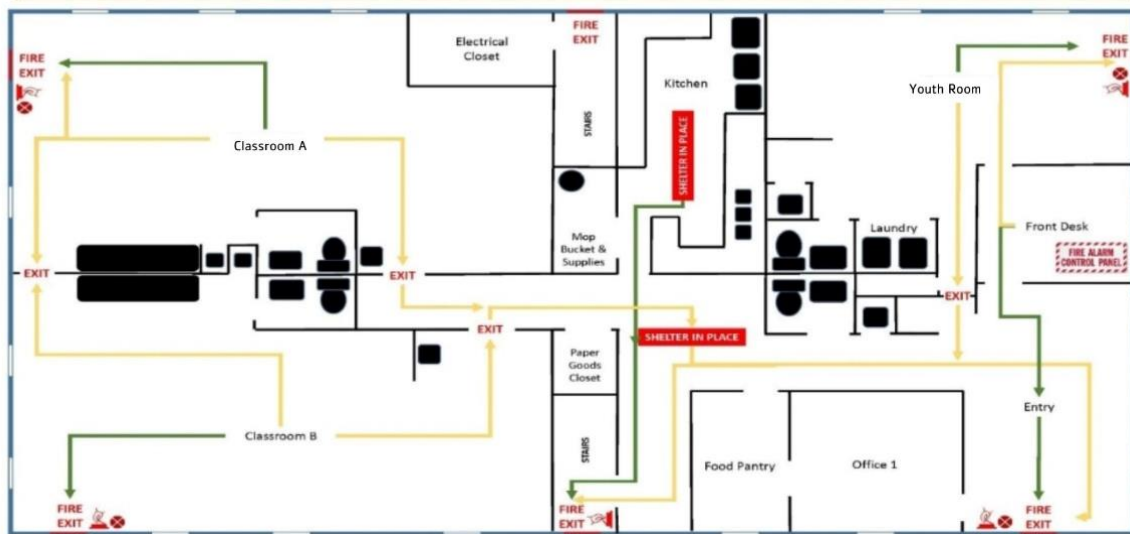 FIRE
EXIT
Electrical
Closet
FIRE
EXIT
Kitchen
STAIRS
SHELTER IN PLACE
Youth Room
FIRE
EXIT
Classroom A
Mop
Bucket &
Supplies
Laundry
Front Desk
FIRE ALARM
CONTROL PANEL
EXIT
EXIT
EXIT
EXIT
SHELTER IN PLACE
Paper
Goods
Closet
Classroom B
STAIRS
Food Pantry
Office 1
Entry
FIRE
EXIT
FIRE
EXIT
FIRE
EXIT